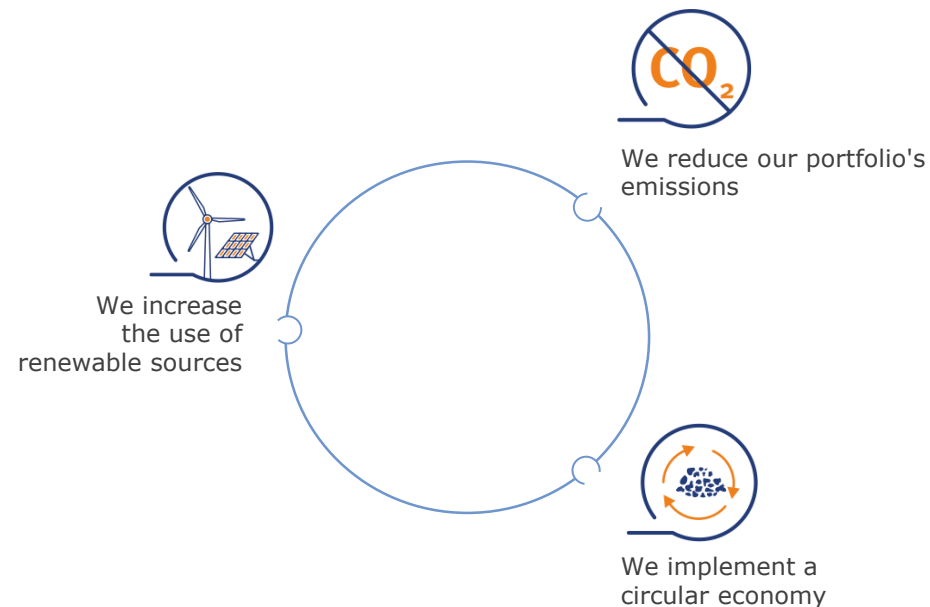 CO₂
We reduce our portfolio's
emissions
We increase
the use of
renewable sources
We implement a
circular economy